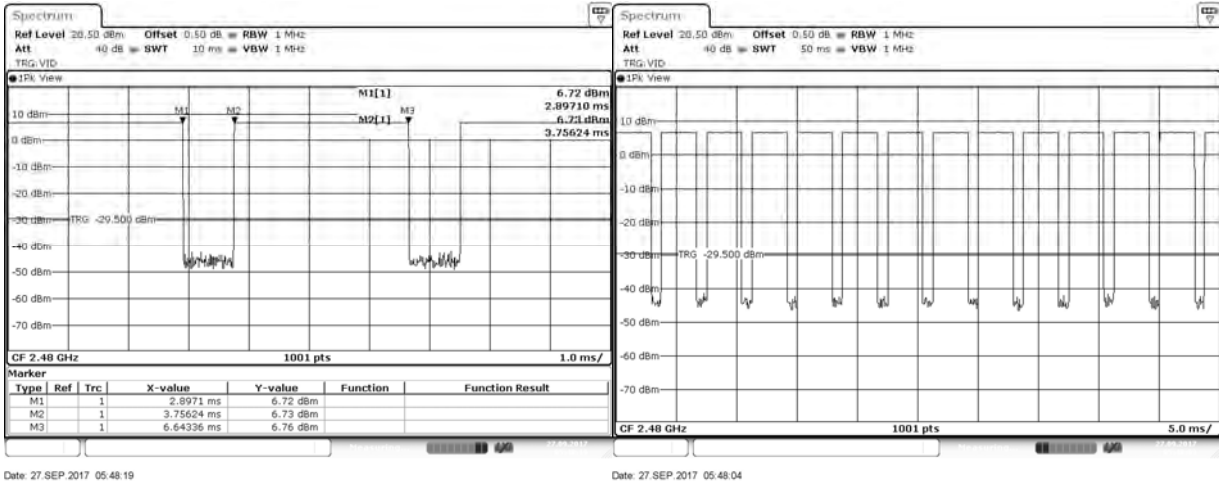 Spectrum
Ref Level 20.50 dBm Offset 0.50 dB RBW 1 MHz
Att 40 dB SWT 10 ms VBW 1 MHz
TRG:VID
1Pk View
M1[1] 6.72 dBm
2.89710 ms
M2[1] 6.73 dBm
3.75624 ms
M1 M2 M3
10 dBm
0 dBm
-10 dBm
-20 dBm
-30 dBm
TRG -29.500 dBm
-40 dBm
-50 dBm
-60 dBm
-70 dBm
CF 2.48 GHz 1001 pts 1.0 ms/
Marker
Type Ref Trc X-value Y-value Function Function Result
M1 1 2.8971 ms 6.72 dBm
M2 1 3.75624 ms 6.73 dBm
M3 1 6.64336 ms 6.76 dBm
Date: 27.SEP.2017 05:48:19
Spectrum
Ref Level 20.50 dBm Offset 0.50 dB RBW 1 MHz
Att 40 dB SWT 50 ms VBW 1 MHz
TRG:VID
1Pk View
10 dBm
0 dBm
-10 dBm
-20 dBm
-30 dBm
TRG -29.500 dBm
-40 dBm
-50 dBm
-60 dBm
-70 dBm
CF 2.48 GHz 1001 pts 5.0 ms/
Date: 27.SEP.2017 05:48:04